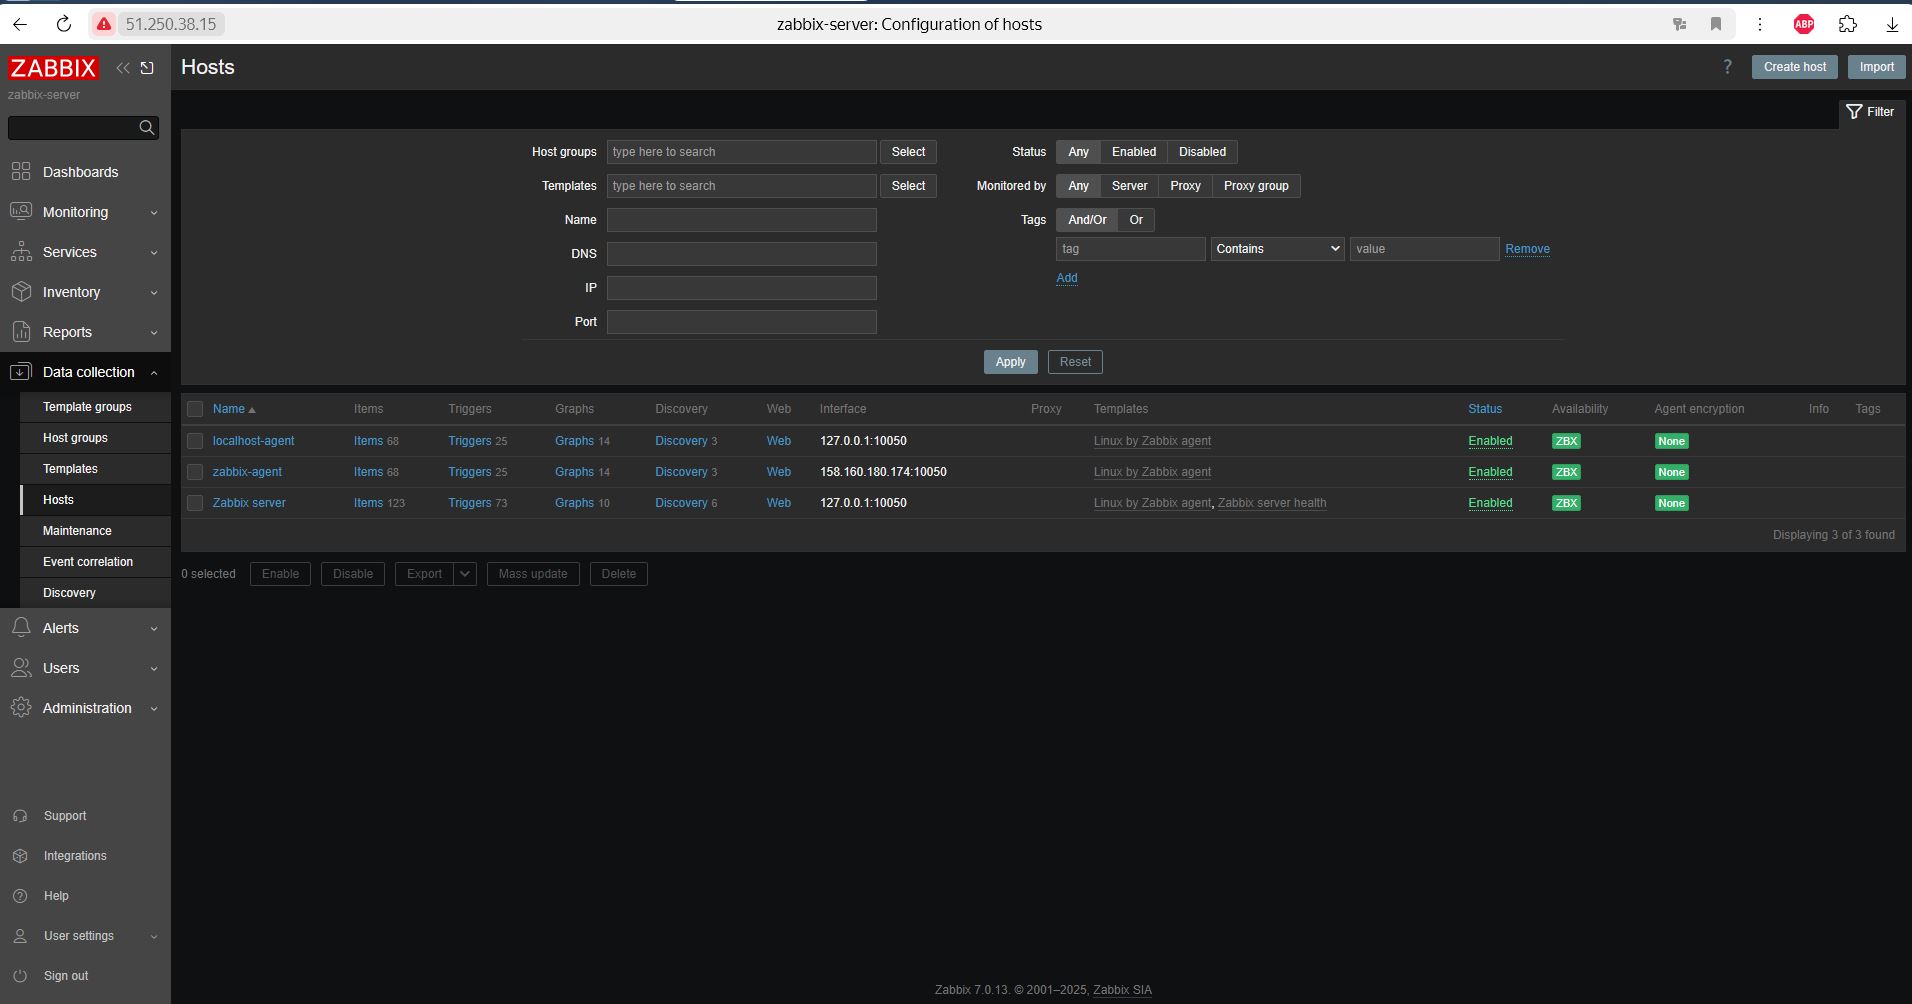 51.250.38.15
zabbix-server: Configuration of hosts
ABP
ZABBIX
zabbix-server
Dashboards
Monitoring
Services
Inventory
Reports
Data collection
Template groups
Host groups
Templates
Hosts
Maintenance
Event correlation
Discovery
Alerts
Users
Administration
Support
Integrations
Help
User settings
Sign out
Hosts
? Create host Import
Filter
Host groups type here to search Select
Templates type here to search Select
Name
DNS
IP
Port
Status Any Enabled Disabled
Monitored by Any Server Proxy Proxy group
Tags And/Or Or
tag Contains value Remove
Add
Apply Reset
Name Items Triggers Graphs Discovery Web Interface Proxy Templates Status Availability Agent encryption Info Tags
localhost-agent Items 68 Triggers 25 Graphs 14 Discovery 3 Web 127.0.0.1:10050 Linux by Zabbix agent Enabled ZBX None
zabbix-agent Items 68 Triggers 25 Graphs 14 Discovery 3 Web 158.160.180.174:10050 Linux by Zabbix agent Enabled ZBX None
Zabbix server Items 123 Triggers 73 Graphs 10 Discovery 6 Web 127.0.0.1:10050 Linux by Zabbix agent, Zabbix server health Enabled ZBX None
Displaying 3 of 3 found
0 selected Enable Disable Export Mass update Delete
Zabbix 7.0.13. © 2001–2025, Zabbix SIA